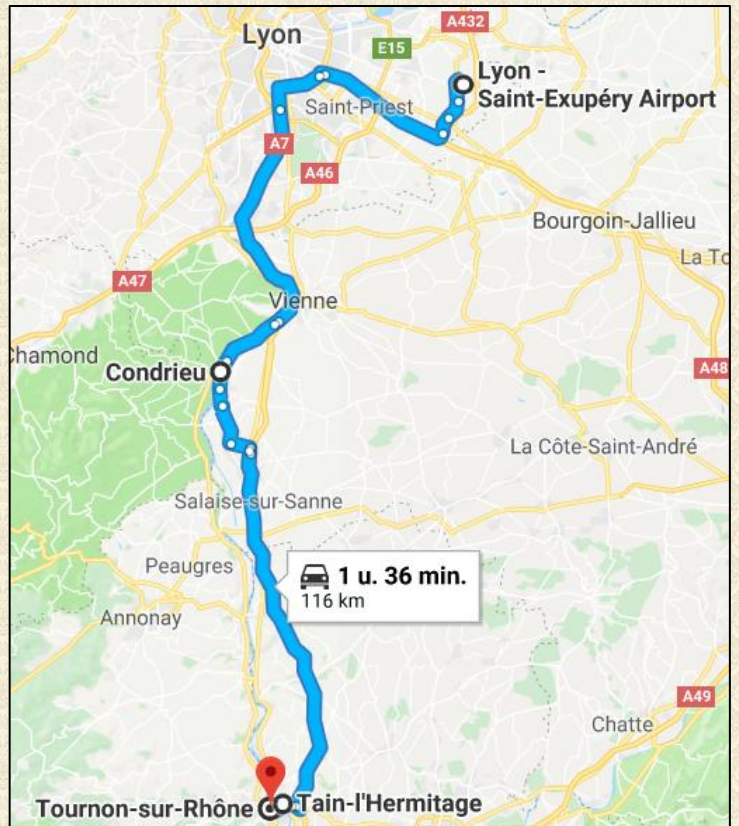 A432
Lyon
E15
Lyon -
Saint-Exupéry Airport
Saint-Priest
A7
A46
Bourgoin-Jallieu
La To
A47
Vienne
Chamond
Condrieu
A48
La Côte-Saint-André
Salaise-sur-Sanne
Peaugres
1 u. 36 min.
116 km
Annonay
A49
Chatte
Tournon-sur-Rhône
Tain-l'Hermitage